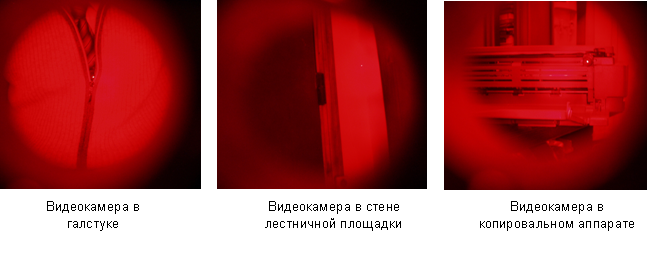 Видеокамера в
галстуке
Видеокамера в стене
лестничной площадки
Видеокамера в
копировальном аппарате